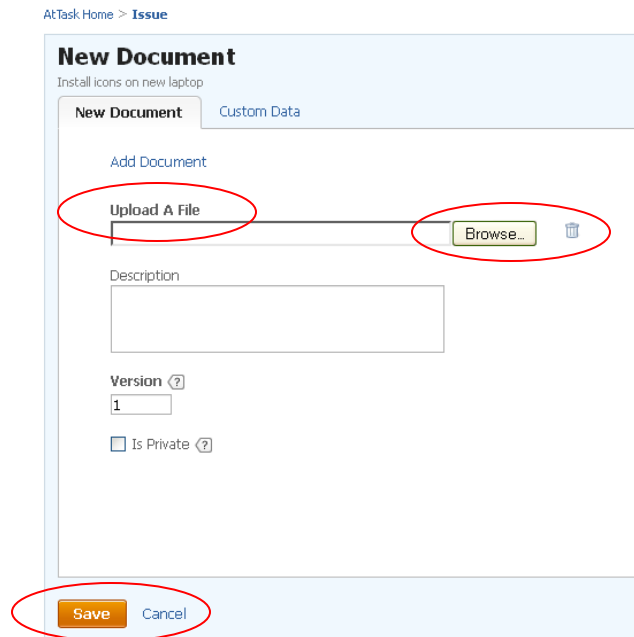 AtTask Home > Issue
New Document
Install icons on new laptop
New Document Custom Data
Add Document
Upload A File
Browse...
Description
Version ?
1
Is Private ?
Save Cancel